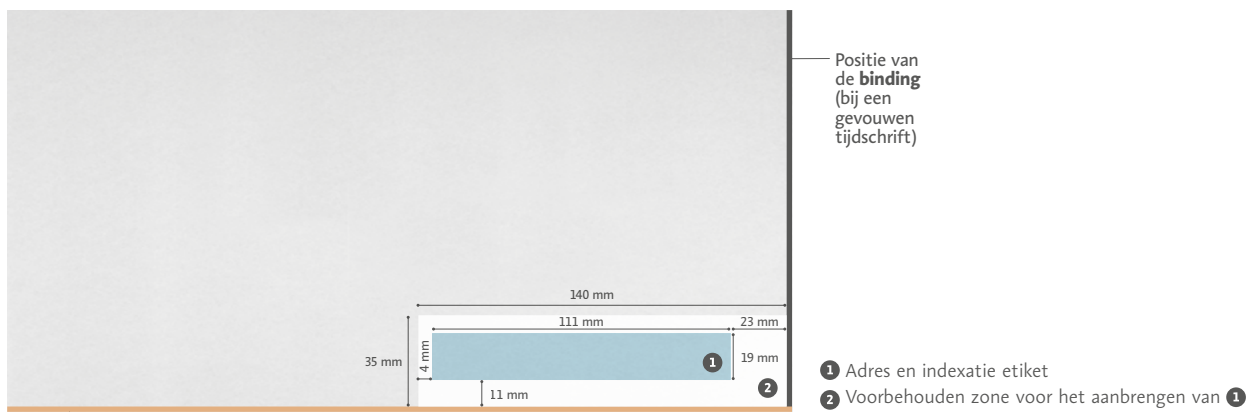 Positie van
de binding
(bij een
gevouwen
tijdschrift)
140 mm
111 mm
23 mm
35 mm
4 mm
1
19 mm
11 mm
2
1 Adres en indexatie etiket
2 Voorbehouden zone voor het aanbrengen van 1